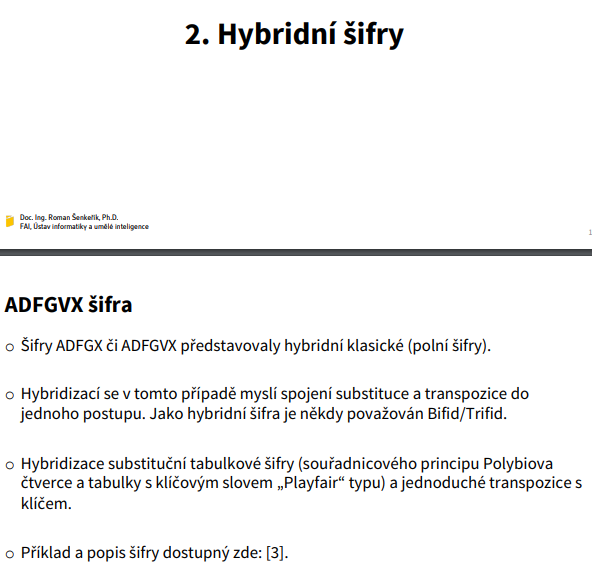 2. Hybridní šifry
Doc. Ing. Roman Šenkeřík, Ph.D.
FAI, Ústav informatiky a umělé inteligence
1
ADFGVX šifra
○ Šifry ADFGX či ADFGVX představovaly hybridní klasické (polní šifry).
○ Hybridizací se v tomto případě myslí spojení substituce a transpozice do
jednoho postupu. Jako hybridní šifra je někdy považován Bifid/Trifid.
○ Hybridizace substituční tabulkové šifry (souřadnicového principu Polybiova
čtverce a tabulky s klíčovým slovem „Playfair“ typu) a jednoduché transpozice s
klíčem.
○ Příklad a popis šifry dostupný zde: [3].